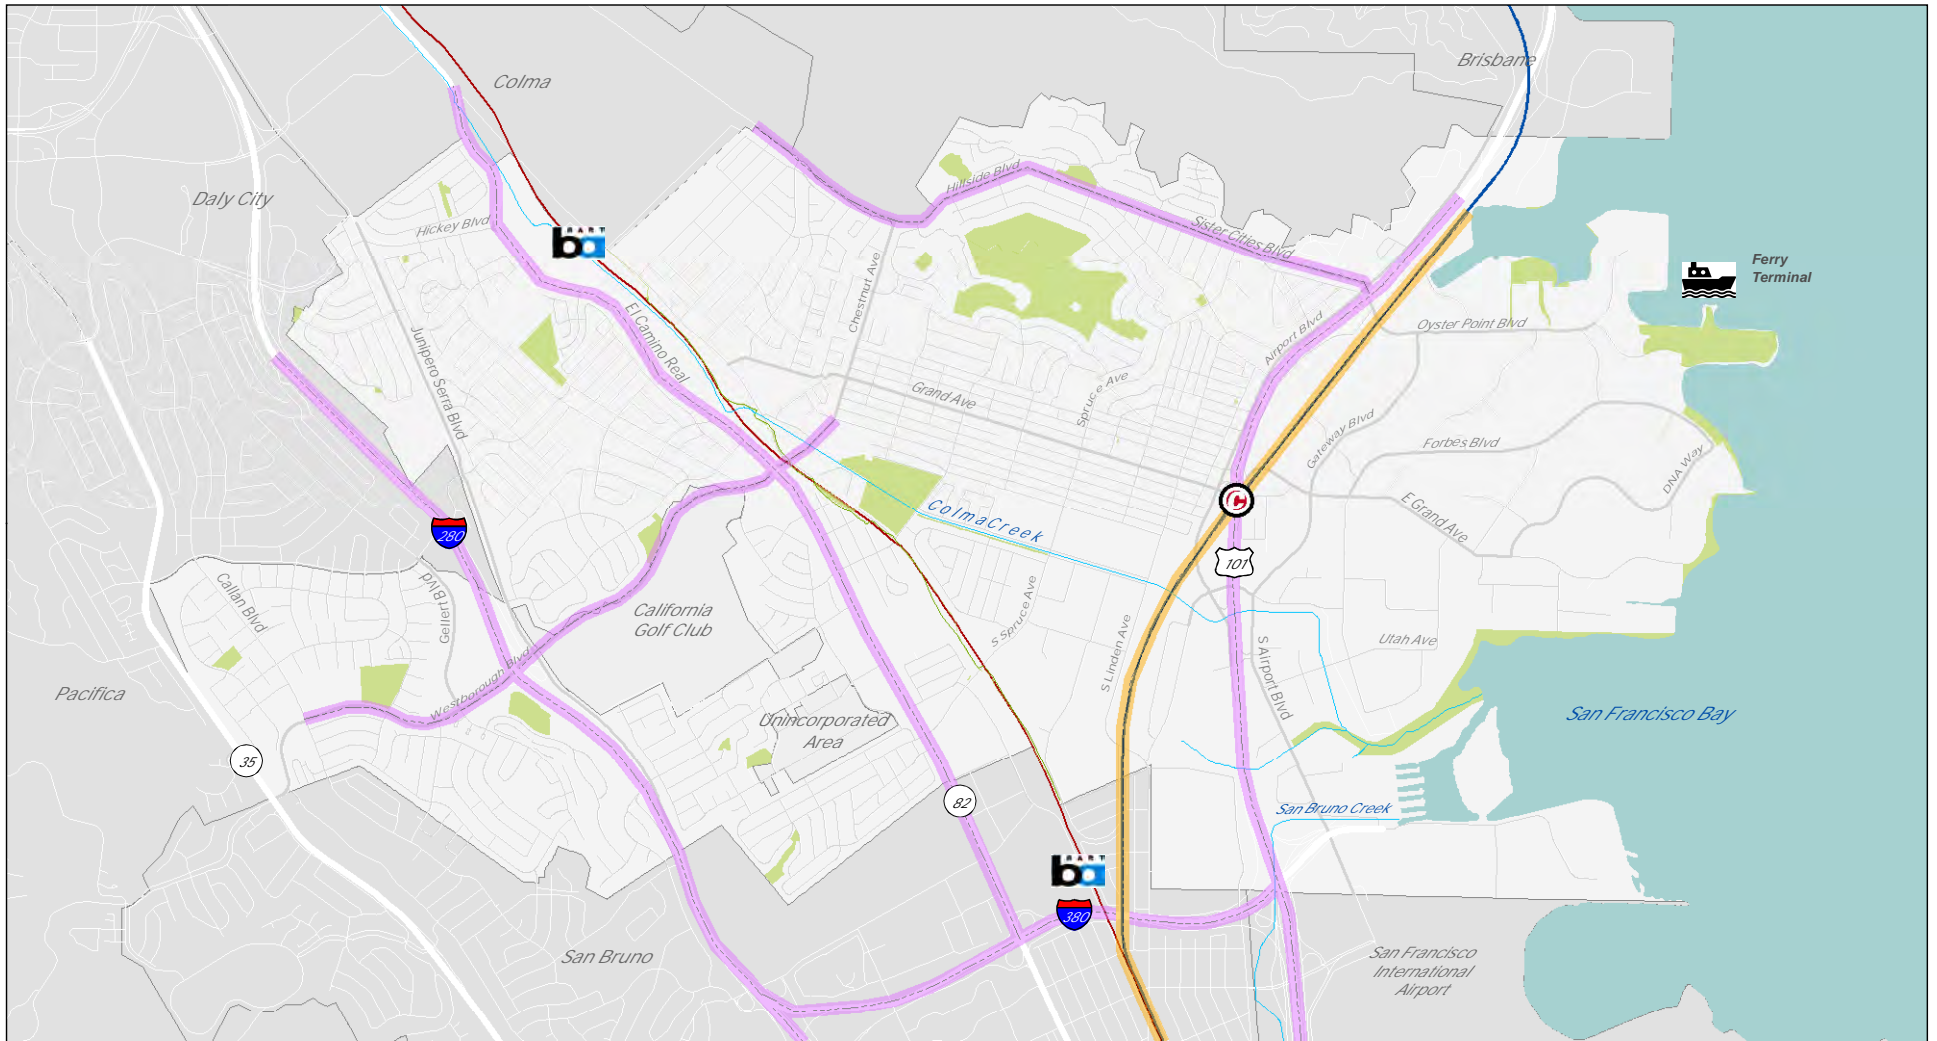 Brisbane
Colma
Daly City
Hillside Blvd
Hickey Blvd
Sister Cities Blvd
BART
ba
Ferry
Terminal
Chestnut Ave
El Camino Real
Junipero Serra Blvd
Airport Blvd
Oyster Point Blvd
Grand Ave
Spruce Ave
Gateway Blvd
Forbes Blvd
DNA Way
E Grand Ave
Colma Creek
280
101
Callan Blvd
Gellert Blvd
California
Golf Club
S Spruce Ave
S Linden Ave
S Airport Blvd
Utah Ave
Westborough Blvd
Pacifica
Unincorporated
Area
San Francisco Bay
35
82
San Bruno Creek
BART
ba
380
San Bruno
San Francisco
International
Airport